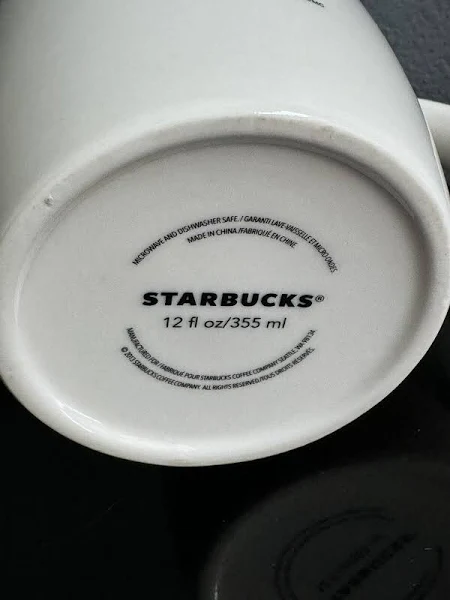 MICROWAVE AND DISHWASHER SAFE. / GARANTI LAVE-VAISSELLE ET MICRO-ONDES.
MADE IN CHINA /FABRIQUÉ EN CHINE.
STARBUCKS®
12 fl oz/355 ml
MANUFACTURED FOR / FABRIQUÉ POUR STARBUCKS COFFEE COMPANY SEATTLE, WA 98134
STARBUCKS COFFEE COMPANY. ALL RIGHTS RESERVED./TOUS DROITS RÉSERVÉS.